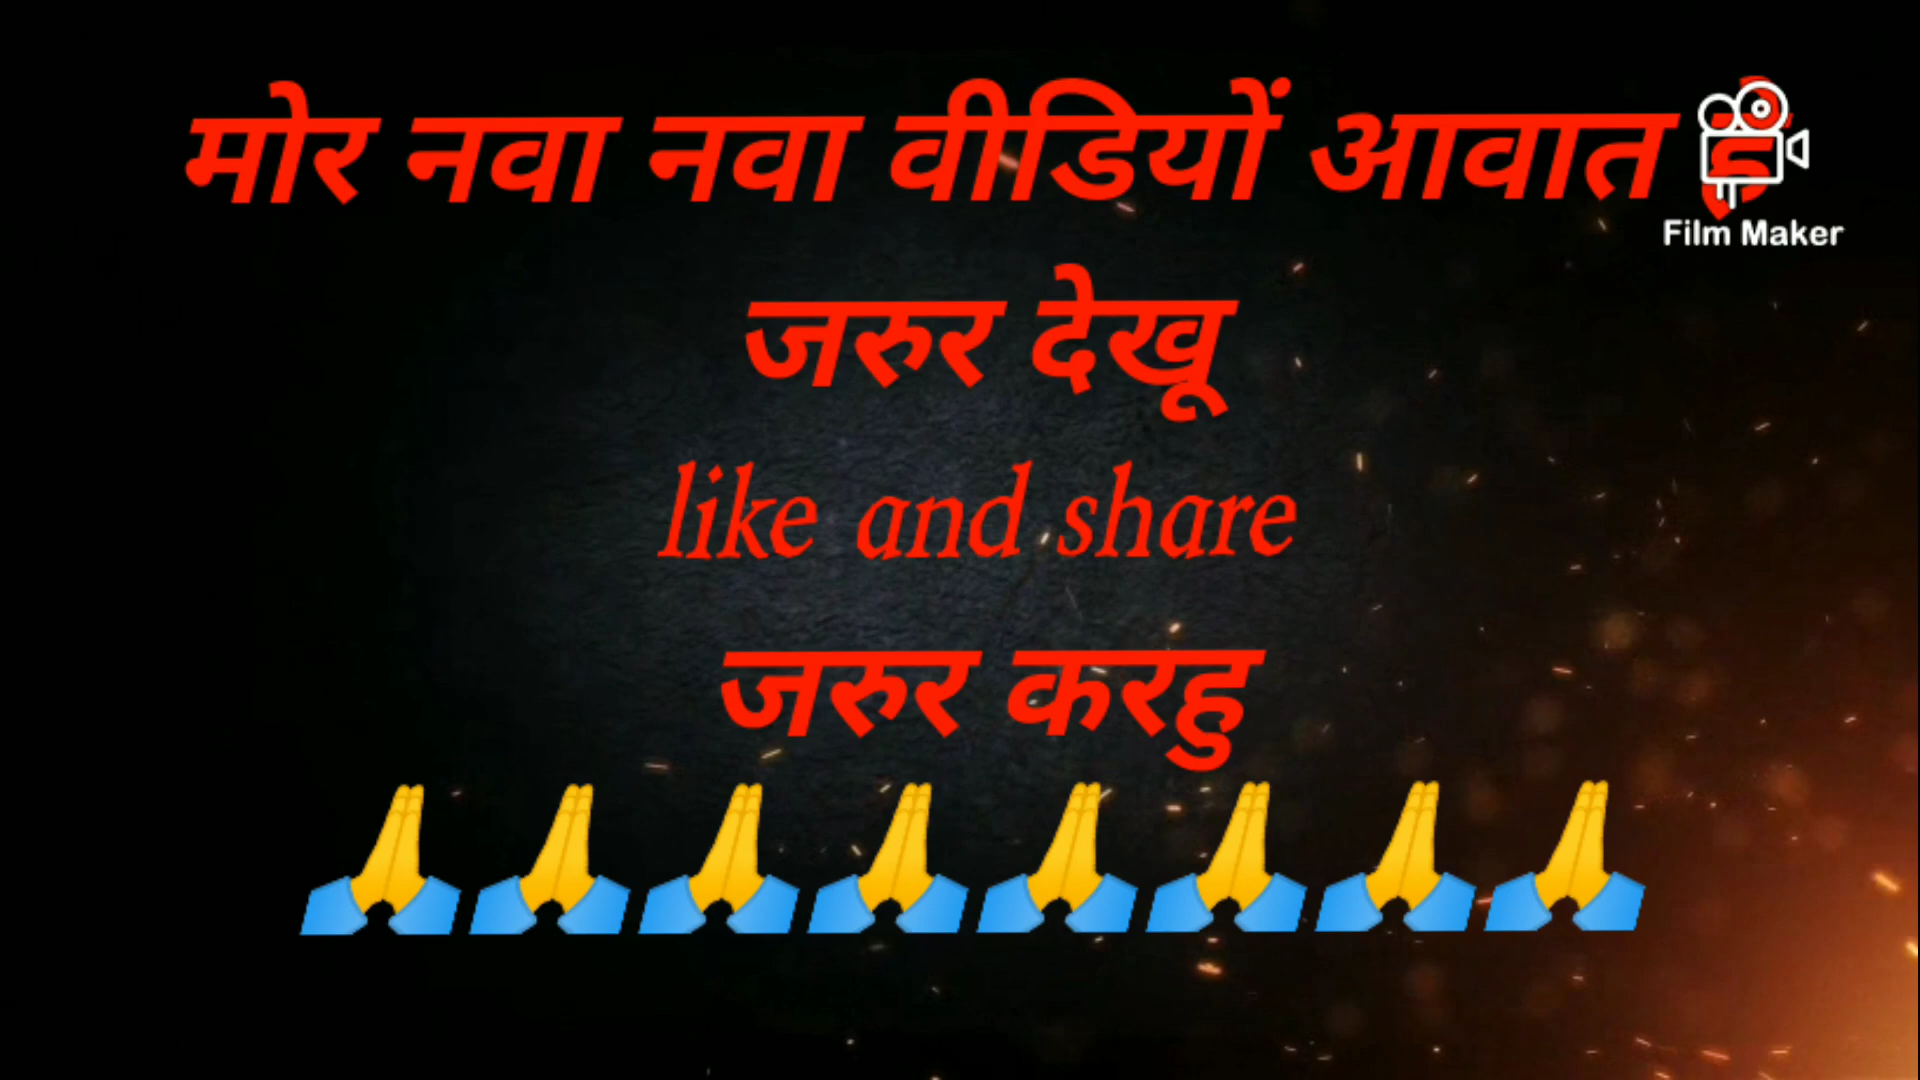 मोर नवा नवा वीडियों आवात
Film Maker
जरुर देखू
like and share
जरुर करहु
🙏🙏🙏🙏🙏🙏🙏🙏